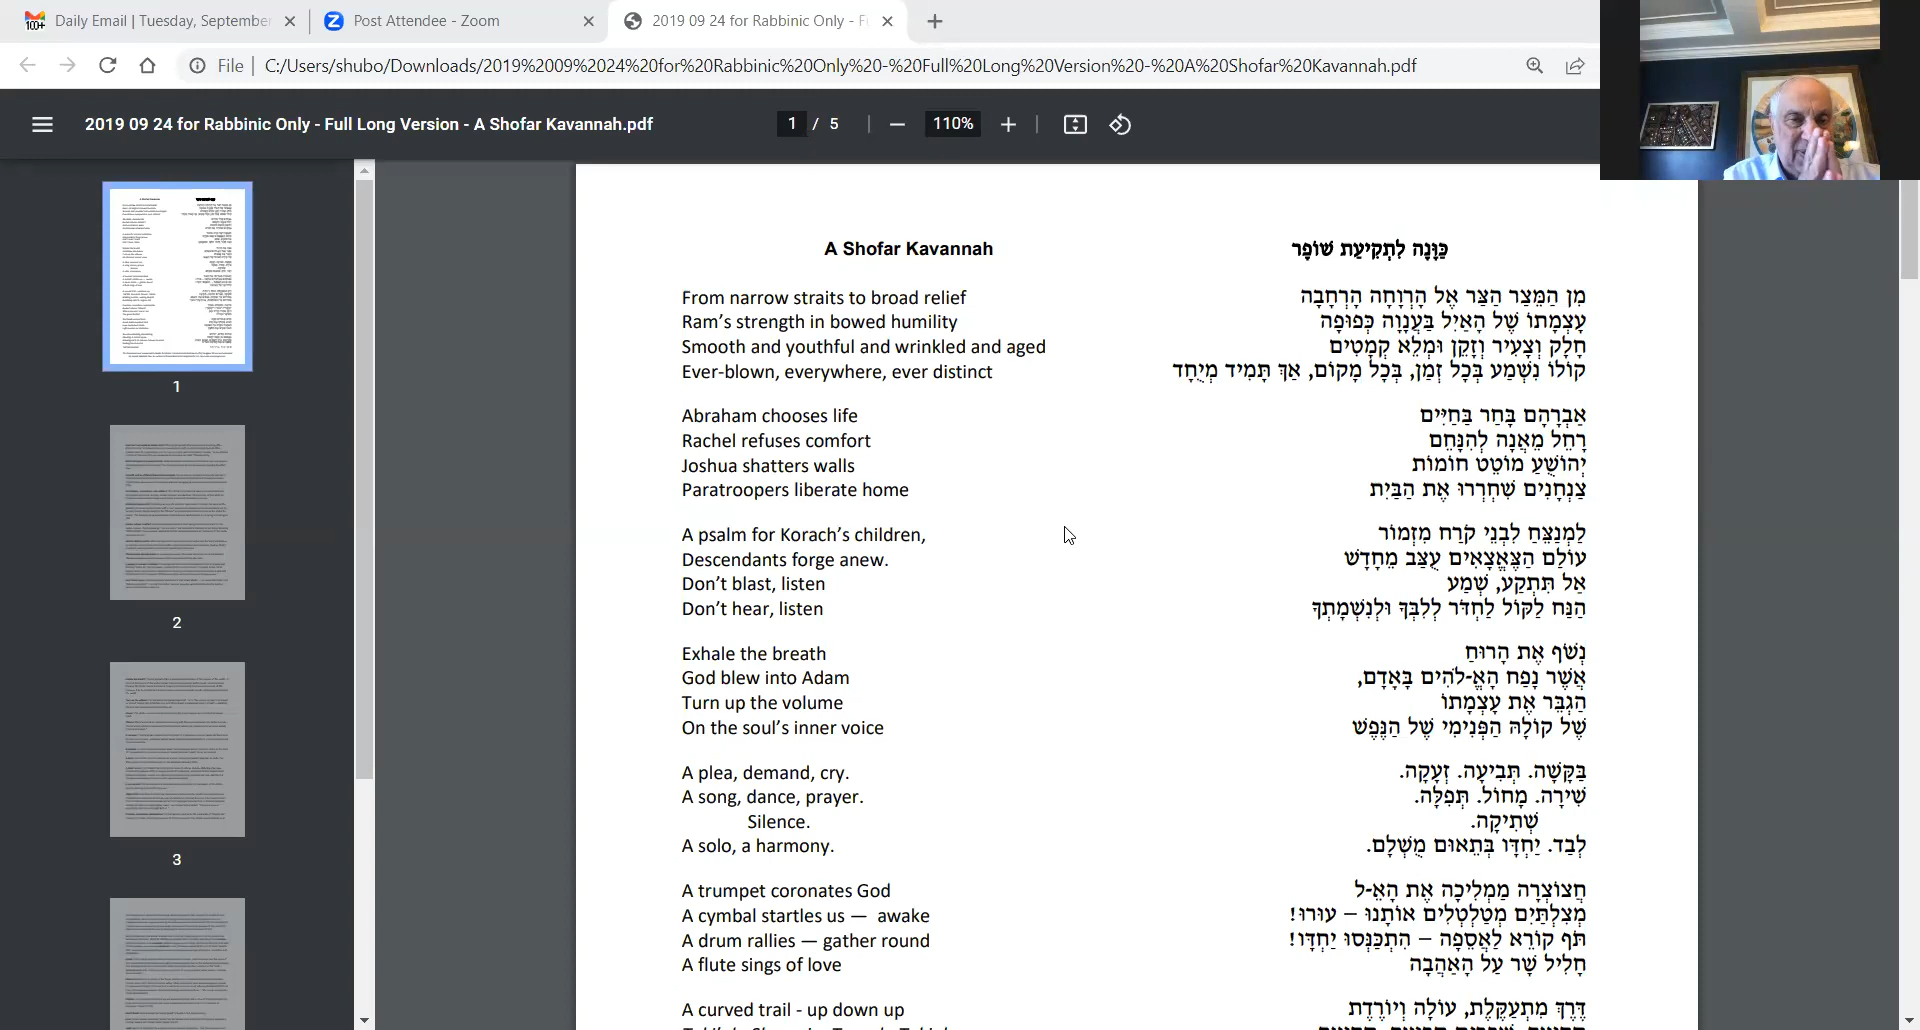 Daily Email | Tuesday, September
Post Attendee - Zoom
2019 09 24 for Rabbinic Only - F
File
C:/Users/shubo/Downloads/2019%2009%2024%20for%20Rabbinic%20Only%20-%20Full%20Long%20Version%20-%20A%20Shofar%20Kavannah.pdf
2019 09 24 for Rabbinic Only - Full Long Version - A Shofar Kavannah.pdf
1 / 5
110%
1
2
3
A Shofar Kavannah
From narrow straits to broad relief
Ram's strength in bowed humility
Smooth and youthful and wrinkled and aged
Ever-blown, everywhere, ever distinct
Abraham chooses life
Rachel refuses comfort
Joshua shatters walls
Paratroopers liberate home
A psalm for Korach's children,
Descendants forge anew.
Don't blast, listen
Don't hear, listen
Exhale the breath
God blew into Adam
Turn up the volume
On the soul's inner voice
A plea, demand, cry.
A song, dance, prayer.
Silence.
A solo, a harmony.
A trumpet coronates God
A cymbal startles us — awake
A drum rallies — gather round
A flute sings of love
A curved trail - up down up
כַּוָּנָה לִתְקִיעַת שׁוֹפָר
מִן הַמֵּצַר הַצַּר אֶל הָרְוָחָה הָרְחָבָה
עָצְמָתוֹ שֶׁל הָאַיִל בַּעֲנָוָה כְּפוּפָה
חָלָק וְצָעִיר וְזָקֵן וּמְלֵא קְמָטִים
קוֹלוֹ נִשְׁמַע בְּכָל זְמַן, בְּכָל מָקוֹם, אַךְ תָּמִיד מְיֻחָד
אַבְרָהָם בָּחַר בַּחַיִּים
רָחֵל מֵאֲנָה לְהִנָּחֵם
יְהוֹשֻׁעַ מוֹטֵט חוֹמוֹת
צַנְחָנִים שִׁחְרְרוּ אֶת הַבַּיִת
לַמְנַצֵּחַ לִבְנֵי קֹרַח מִזְמוֹר
עוֹלַם הַצֶּאֱצָאִים עֻצַּב מֵחָדָשׁ
אַל תִּתְקַע, שְׁמַע
הַנַּח לַקּוֹל לַחְדֹּר לְלִבְּךָ וּלְנִשְׁמָתְךָ
נְשֹׁף אֶת הָרוּחַ
אֲשֶׁר נָפַח הָאֱ-לֹהִים בָּאָדָם,
הַגְבֵּר אֶת עָצְמָתוֹ
שֶׁל קוֹלָהּ הַפְּנִימִי שֶׁל הַנֶּפֶשׁ
בַּקָּשָׁה. תְּבִיעָה. זְעָקָה.
שִׁירָה. מָחוֹל. תְּפִלָּה.
שְׁתִיקָה.
לְבַד. יַחְדָּו בְּתֵאוּם מֻשְׁלָם.
חֲצוֹצְרָה מַמְלִיכָה אֶת הָאֵ-ל
מְצִלְתַּיִם מְטַלְטְלִים אוֹתָנוּ – עוּרוּ!
תֹּף קוֹרֵא לַאֲסֵפָה – הִתְכַּנְּסוּ יַחְדָּו!
חָלִיל שָׁר עַל הָאַהֲבָה
דֶּרֶךְ מִתְעַקֶּלֶת, עוֹלָה וְיוֹרֶדֶת